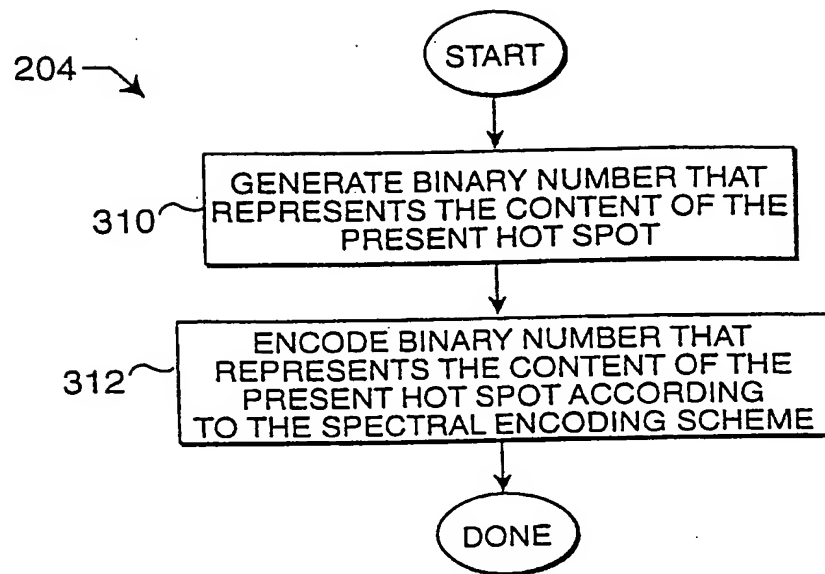 START
204
GENERATE BINARY NUMBER THAT
REPRESENTS THE CONTENT OF THE
PRESENT HOT SPOT
310
ENCODE BINARY NUMBER THAT
REPRESENTS THE CONTENT OF THE
PRESENT HOT SPOT ACCORDING
TO THE SPECTRAL ENCODING SCHEME
312
DONE